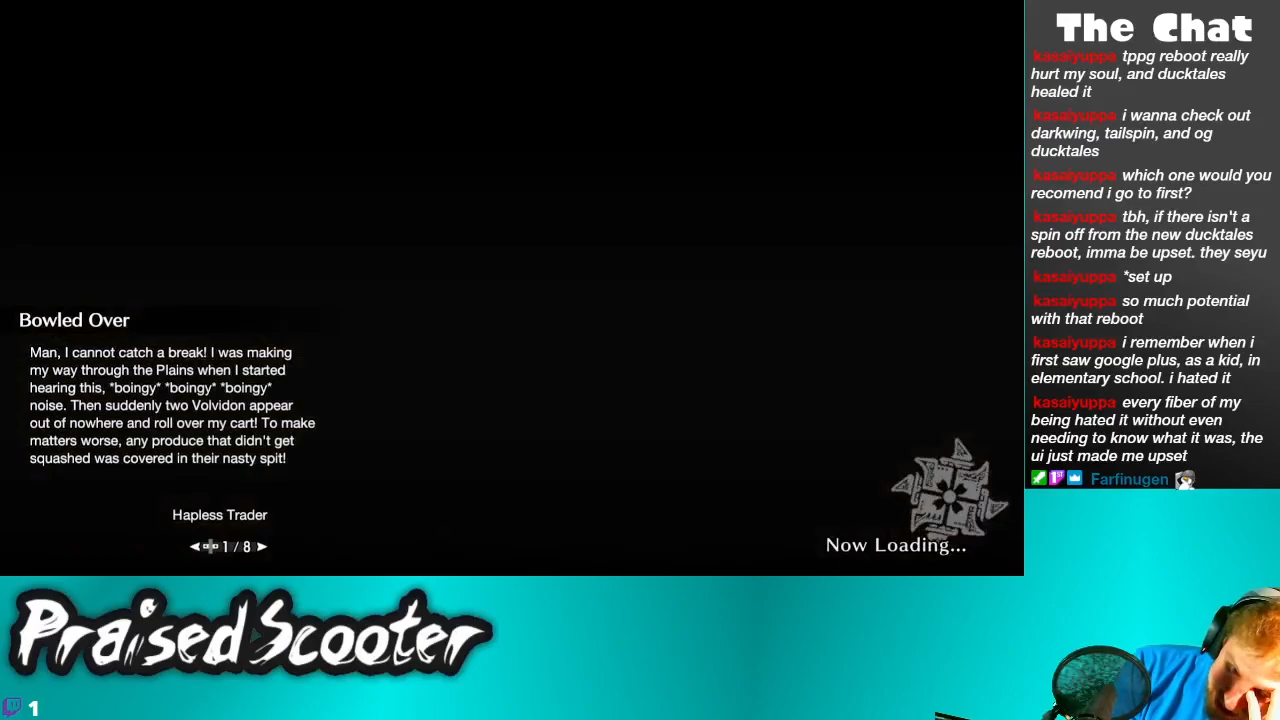 The Chat
kasaiyuppa tppg reboot really
hurt my soul, and ducktales
healed it
kasaiyuppa i wanna check out
darkwing, tailspin, and og
ducktales
kasaiyuppa which one would you
recomend i go to first?
kasaiyuppa tbh, if there isn't a
spin off from the new ducktales
reboot, imma be upset. they seyu
kasaiyuppa *set up
kasaiyuppa so much potential
with that reboot
kasaiyuppa i remember when i
first saw google plus, as a kid, in
elementary school. i hated it
kasaiyuppa every fiber of my
being hated it without even
needing to know what it was, the
ui just made me upset
Farfinugen
Bowled Over
Man, I cannot catch a break! I was making
my way through the Plains when I started
hearing this, *boingy* *boingy* *boingy*
noise. Then suddenly two Volvidon appear
out of nowhere and roll over my cart! To make
matters worse, any produce that didn't get
squashed was covered in their nasty spit!
Hapless Trader
1 / 8
Now Loading...
PraisedScooter
1